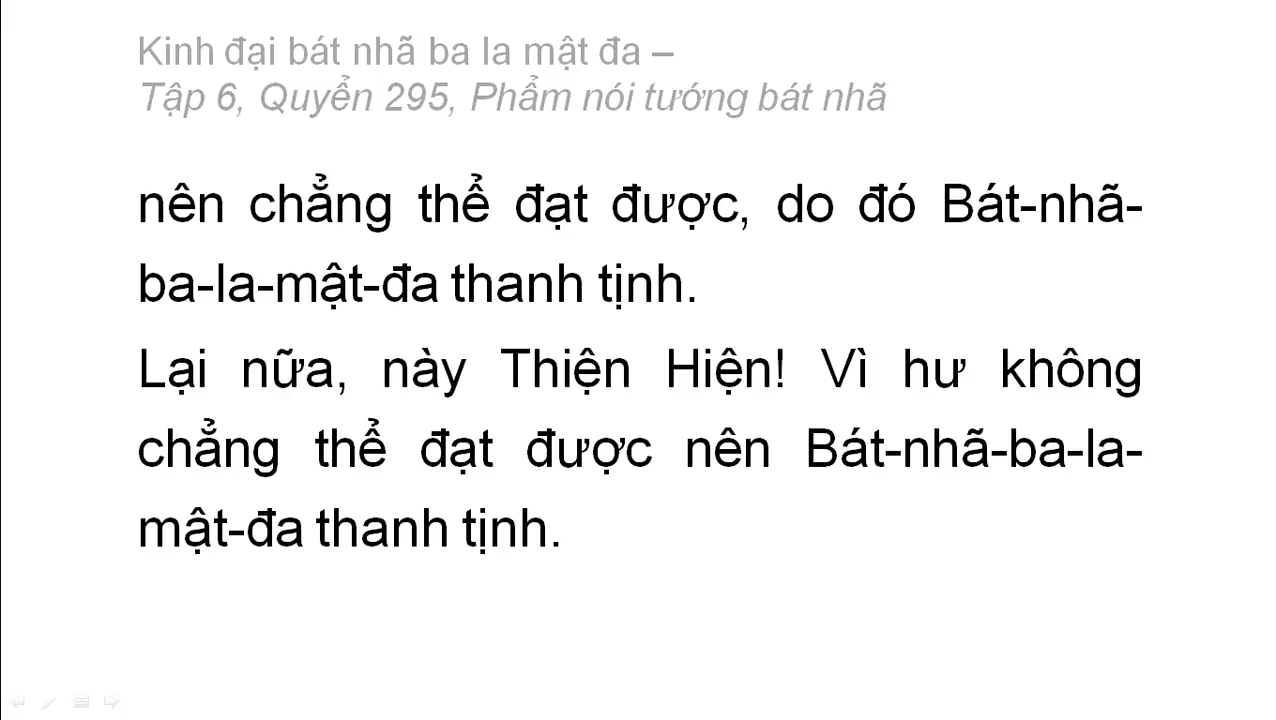 Kinh đại bát nhã ba la mật đa –
Tập 6, Quyển 295, Phẩm nói tướng bát nhã
nên chẳng thể đạt được, do đó Bát-nhã-
ba-la-mật-đa thanh tịnh.
Lại nữa, này Thiện Hiện! Vì hư không
chẳng thể đạt được nên Bát-nhã-ba-la-
mật-đa thanh tịnh.